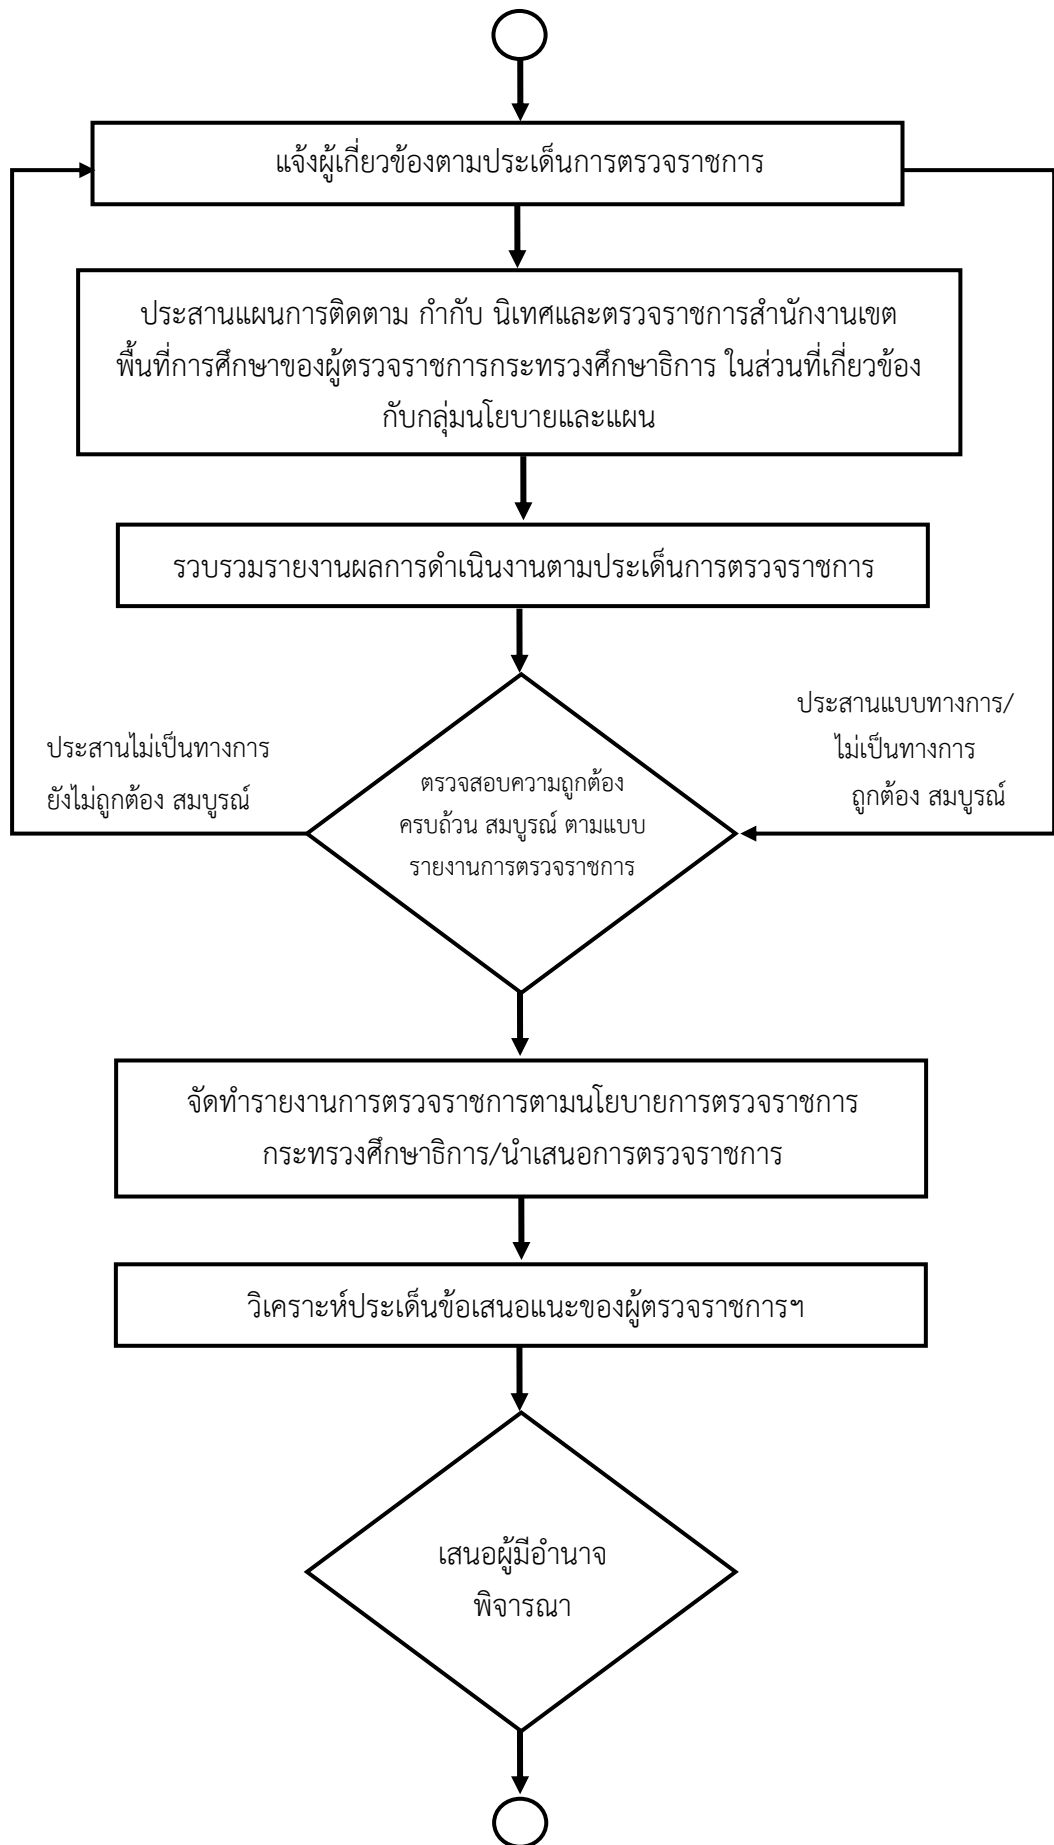 แจ้งผู้เกี่ยวข้องตามประเด็นการตรวจราชการ
ประสานแผนการติดตาม กำกับ นิเทศและตรวจราชการสำนักงานเขต
พื้นที่การศึกษาของผู้ตรวจราชการกระทรวงศึกษาธิการ ในส่วนที่เกี่ยวข้อง
กับกลุ่มนโยบายและแผน
รวบรวมรายงานผลการดำเนินงานตามประเด็นการตรวจราชการ
ประสานไม่เป็นทางการ
ยังไม่ถูกต้อง สมบูรณ์
ตรวจสอบความถูกต้อง
ครบถ้วน สมบูรณ์ ตามแบบ
รายงานการตรวจราชการ
ประสานแบบทางการ/
ไม่เป็นทางการ
ถูกต้อง สมบูรณ์
จัดทำรายงานการตรวจราชการตามนโยบายการตรวจราชการ
กระทรวงศึกษาธิการ/นำเสนอการตรวจราชการ
วิเคราะห์ประเด็นข้อเสนอแนะของผู้ตรวจราชการฯ
เสนอผู้มีอำนาจ
พิจารณา